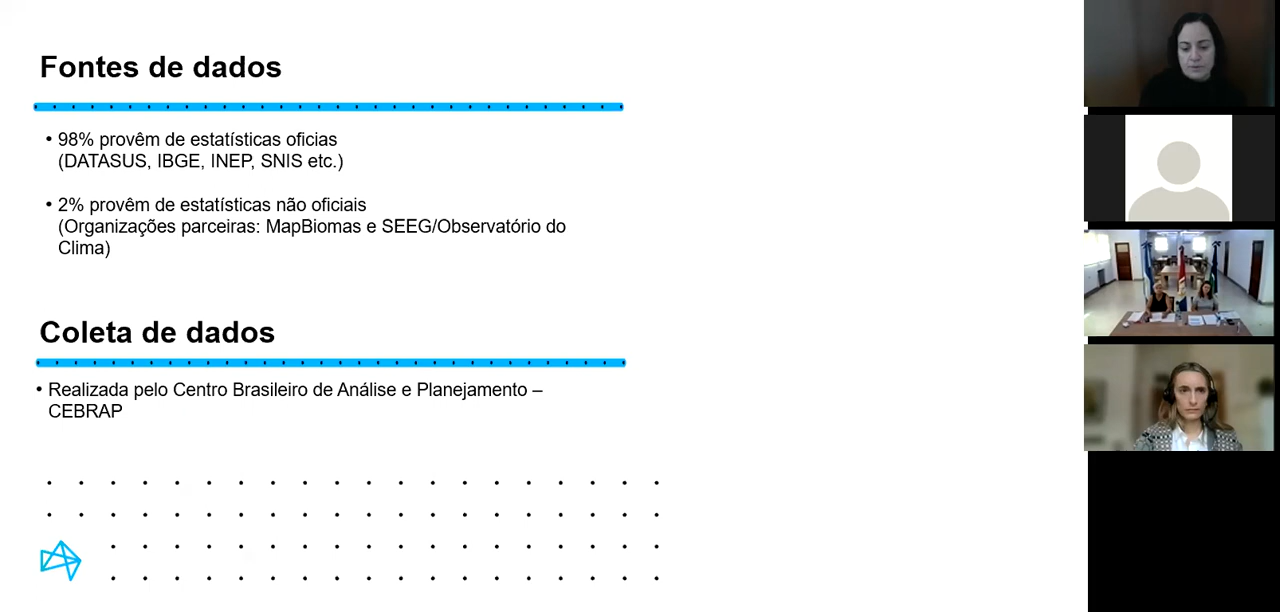 Fontes de dados
• 98% provêm de estatísticas oficias
(DATASUS, IBGE, INEP, SNIS etc.)
• 2% provêm de estatísticas não oficiais
(Organizações parceiras: MapBiomas e SEEG/Observatório do
Clima)
Coleta de dados
• Realizada pelo Centro Brasileiro de Análise e Planejamento –
CEBRAP